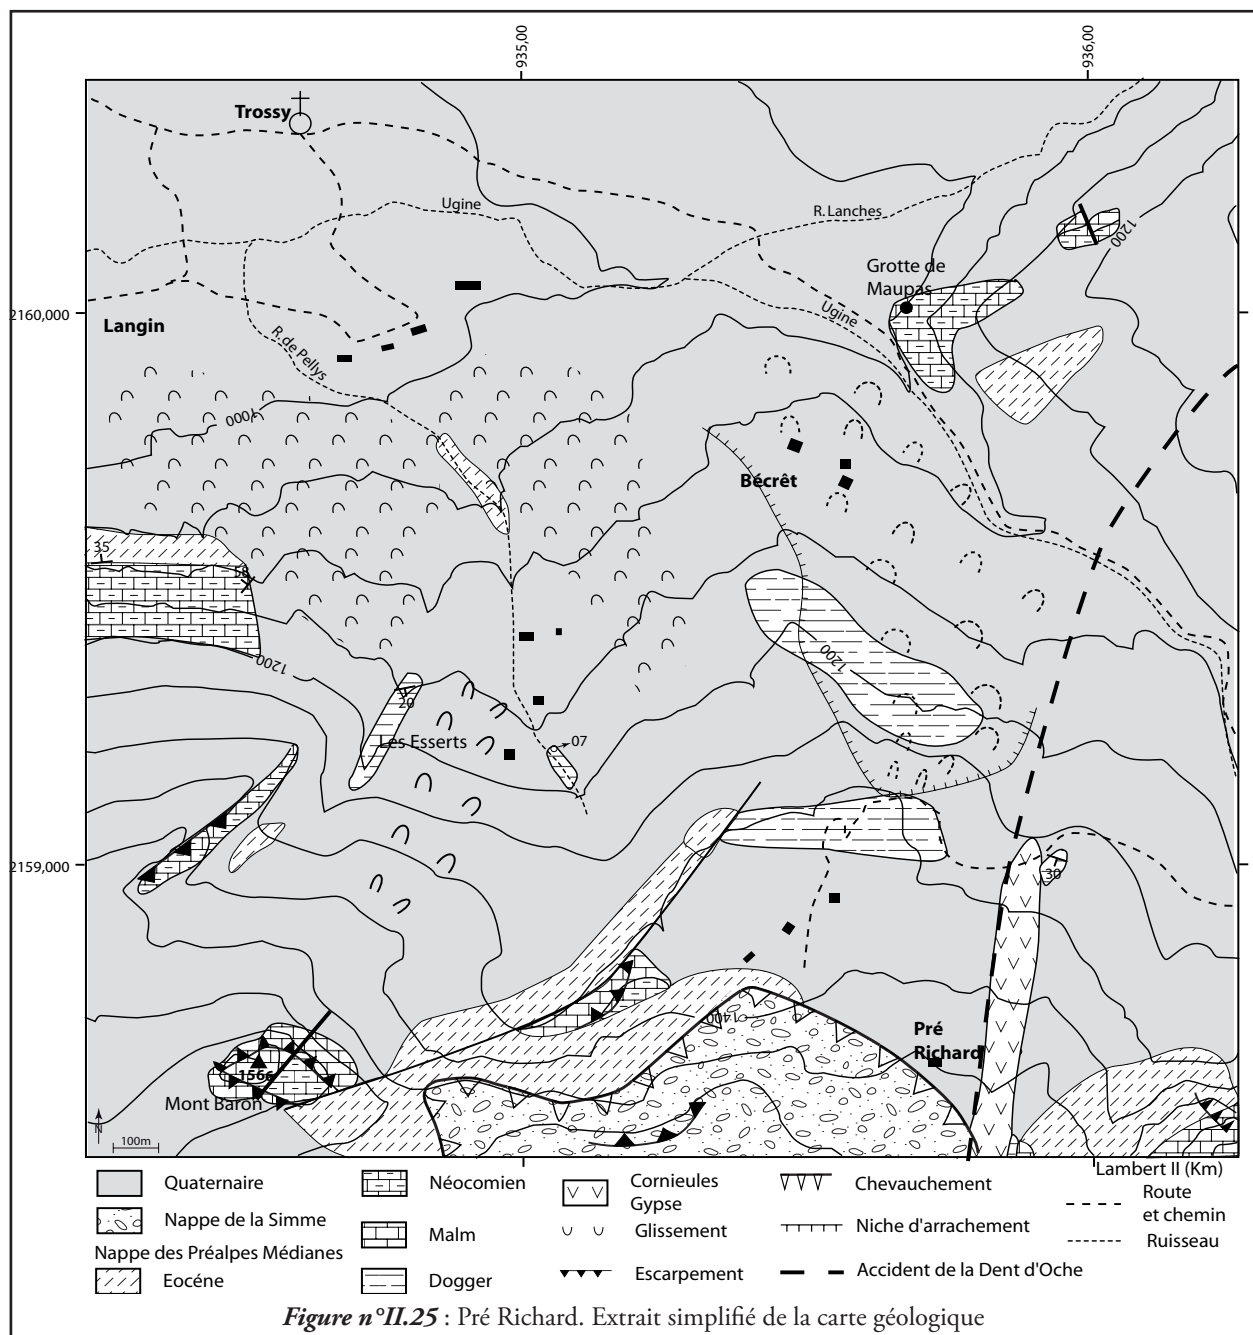 935,00
936,00
Trossy
Ugine
R. Lanches
1200
Grotte de
Maupas
2160,000
Langin
Ugine
R. de Pellys
1000
Bécrêt
35
58
1200
1200
20
Les Esserts
07
2159,000
30
1400
Pré
Richard
1566
Mont Baron
N
100m
Lambert II (Km)
Quaternaire
Nappe de la Simme
Nappe des Préalpes Médianes
Eocéne
Néocomien
Malm
Dogger
Cornieules
Gypse
Glissement
Escarpement
Chevauchement
Niche d'arrachement
Accident de la Dent d'Oche
Route
et chemin
Ruisseau
Figure n°II.25 : Pré Richard. Extrait simplifié de la carte géologique